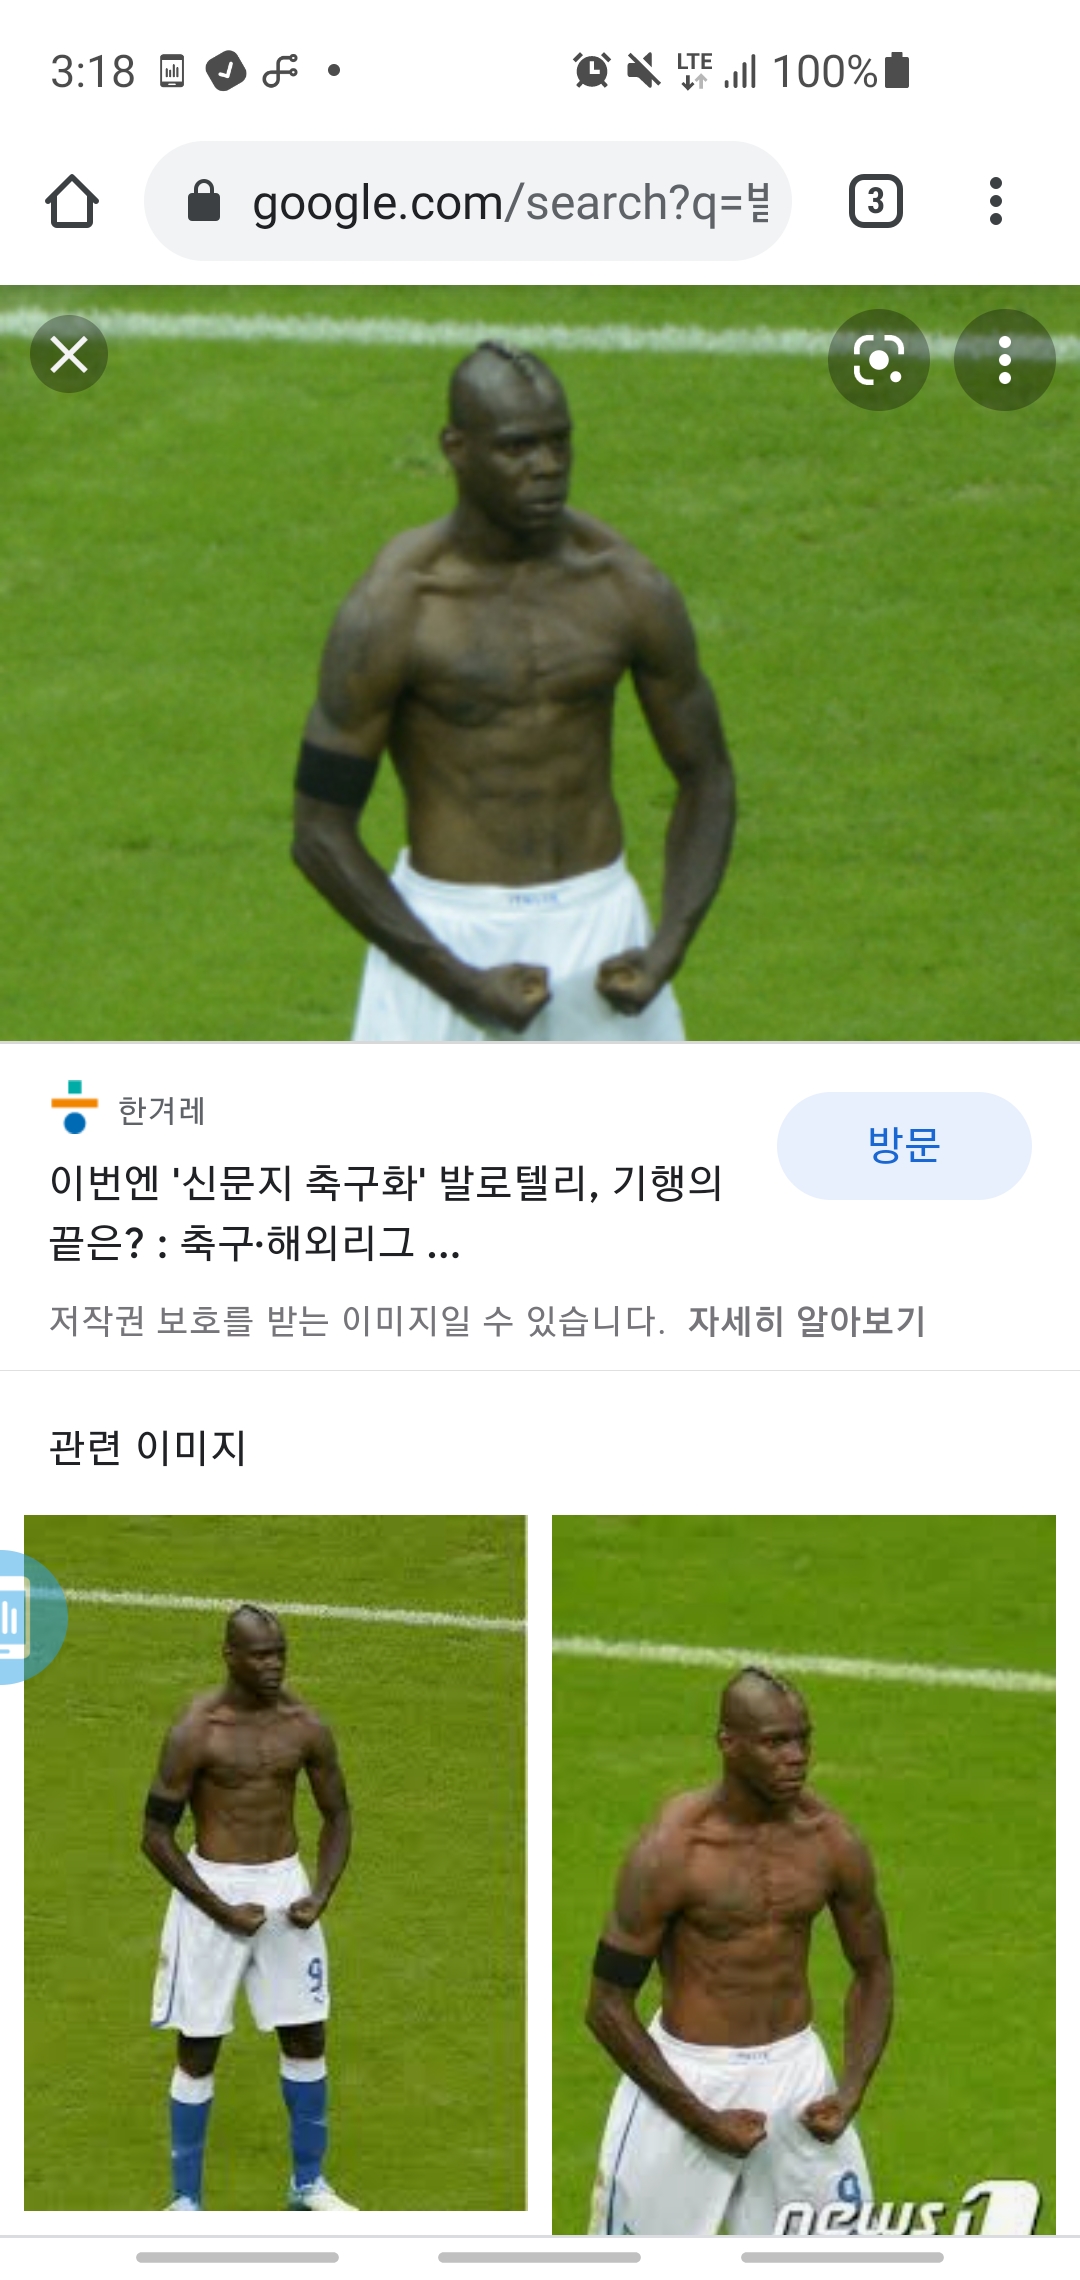 3:18 LTE 100%
google.com/search?q= 3
한겨레
방문
이번엔 '신문지 축구화' 발로텔리, 기행의
끝은? : 축구·해외리그 ...
저작권 보호를 받는 이미지일 수 있습니다. 자세히 알아보기
관련 이미지
9
9
news1